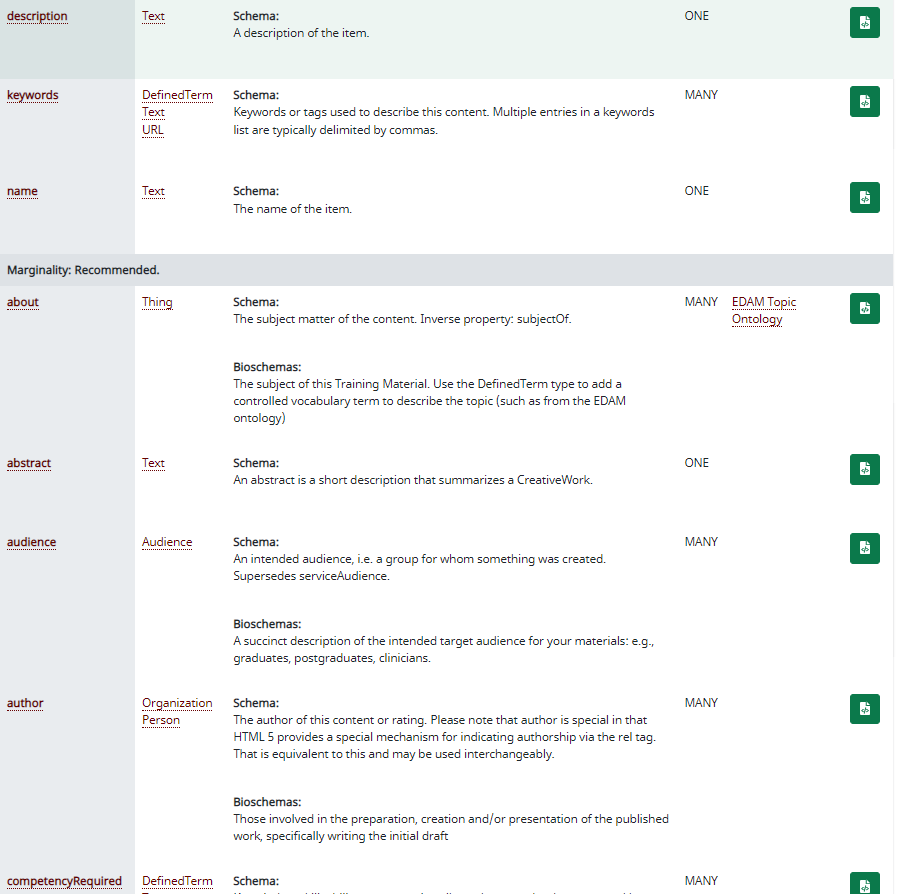 description Text Schema: ONE
A description of the item.
keywords DefinedTerm Schema: MANY
Text Keywords or tags used to describe this content. Multiple entries in a keywords
URL list are typically delimited by commas.
name Text Schema: ONE
The name of the item.
Marginality: Recommended.
about Thing Schema: MANY EDAM Topic
The subject matter of the content. Inverse property: subjectOf. Ontology
Bioschemas:
The subject of this Training Material. Use the DefinedTerm type to add a
controlled vocabulary term to describe the topic (such as from the EDAM
ontology)
abstract Text Schema: ONE
An abstract is a short description that summarizes a CreativeWork.
audience Audience Schema: MANY
An intended audience, i.e. a group for whom something was created.
Supersedes serviceAudience.
Bioschemas:
A succinct description of the intended target audience for your materials: e.g.,
graduates, postgraduates, clinicians.
author Organization Schema: MANY
Person The author of this content or rating. Please note that author is special in that
HTML 5 provides a special mechanism for indicating authorship via the rel tag.
That is equivalent to this and may be used interchangeably.
Bioschemas:
Those involved in the preparation, creation and/or presentation of the published
work, specifically writing the initial draft
competencyRequired DefinedTerm Schema: MANY